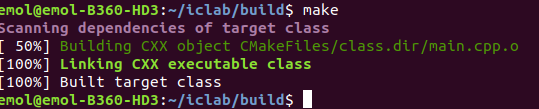 emol@emol-B360-HD3:~/iclab/build$ make
Scanning dependencies of target class
[ 50%] Building CXX object CMakeFiles/class.dir/main.cpp.o
[100%] Linking CXX executable class
[100%] Built target class
emol@emol-B360-HD3:~/iclab/build$